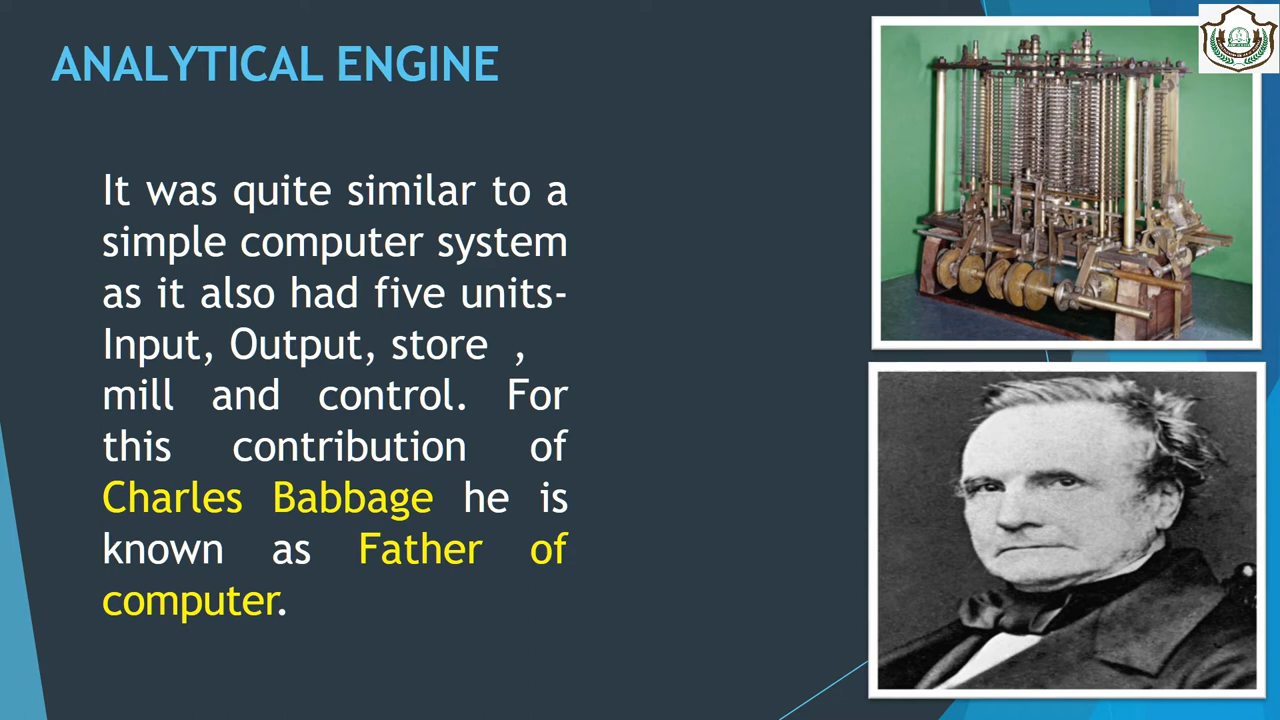 ANALYTICAL ENGINE
It was quite similar to a
simple computer system
as it also had five units-
Input, Output, store ,
mill and control. For
this contribution of
Charles Babbage he is
known as Father of
computer.